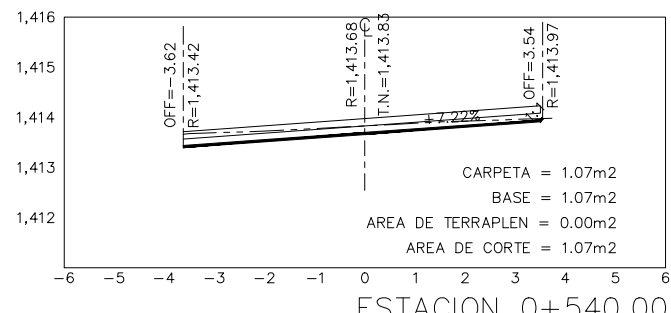 1,416
1,415
1,414
1,413
1,412
OFF=-3.62
R=1,413.42
R=1,413.68
CL
T.N.=1,413.83
OFF=3.54
R=1,413.97
+7.22%
CARPETA = 1.07m2
BASE = 1.07m2
AREA DE TERRAPLEN = 0.00m2
AREA DE CORTE = 1.07m2
-6 -5 -4 -3 -2 -1 0 1 2 3 4 5 6
ESTACION 0+540.00